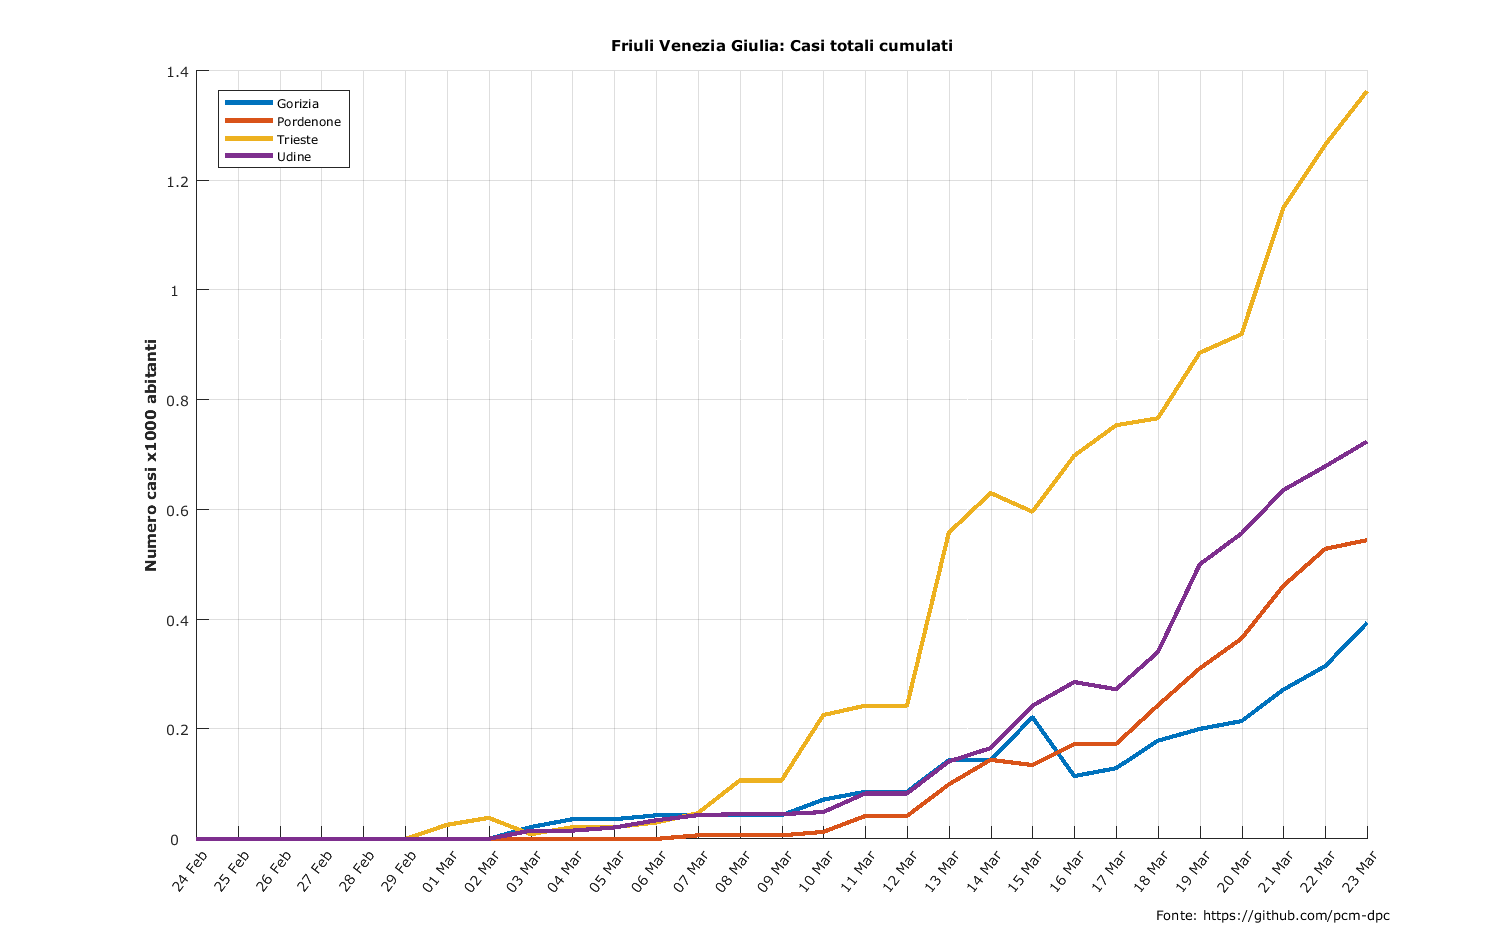 Friuli Venezia Giulia: Casi totali cumulati
1.4
1.2
1
0.8
0.6
0.4
0.2
0
Numero casi x1000 abitanti
Gorizia
Pordenone
Trieste
Udine
24 Feb
25 Feb
26 Feb
27 Feb
28 Feb
29 Feb
01 Mar
02 Mar
03 Mar
04 Mar
05 Mar
06 Mar
07 Mar
08 Mar
09 Mar
10 Mar
11 Mar
12 Mar
13 Mar
14 Mar
15 Mar
16 Mar
17 Mar
18 Mar
19 Mar
20 Mar
21 Mar
22 Mar
23 Mar
Fonte: https://github.com/pcm-dpc